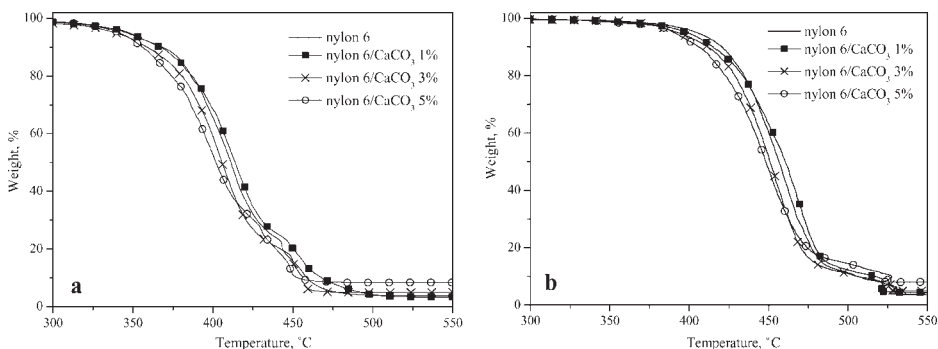 100
80
60
40
20
0
Weight, %
nylon 6
nylon 6/CaCO3 1%
nylon 6/CaCO3 3%
nylon 6/CaCO3 5%
a
300
350
400
450
500
550
Temperature, °C
100
80
60
40
20
0
Weight, %
nylon 6
nylon 6/CaCO3 1%
nylon 6/CaCO3 3%
nylon 6/CaCO3 5%
b
300
350
400
450
500
550
Temperature, °C